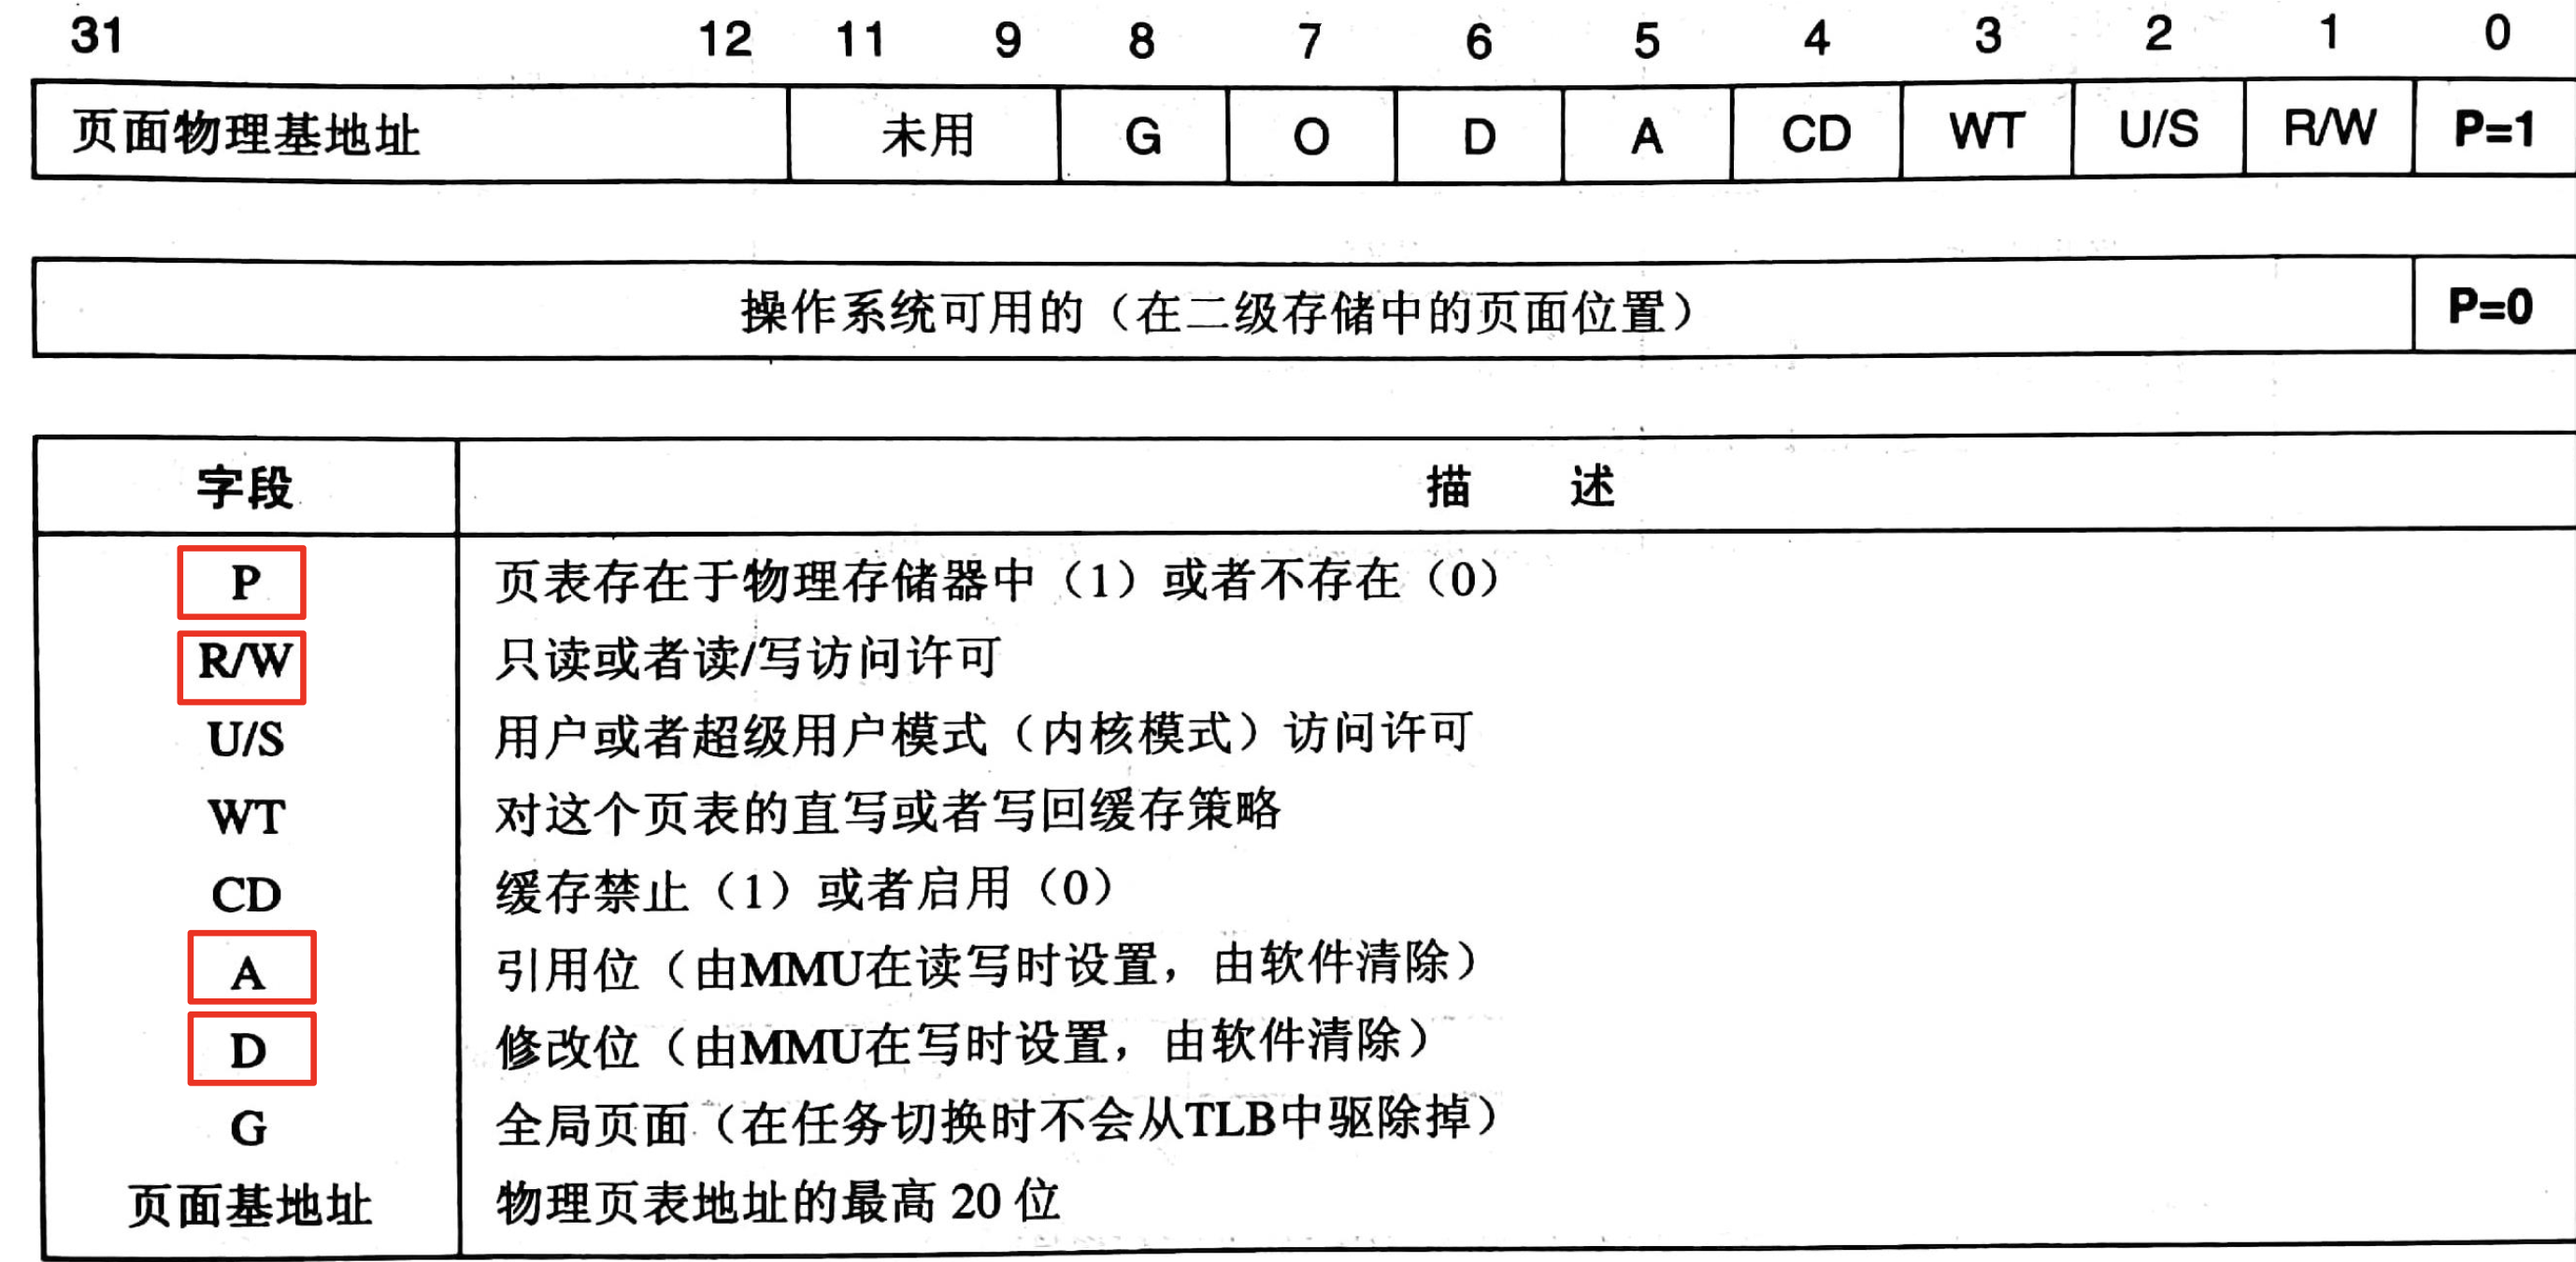 31 12 11 9 8 7 6 5 4 3 2 1 0
页面物理基地址 未用 G O D A CD WT U/S R/W P=1
操作系统可用的（在二级存储中的页面位置） P=0
字段 描 述
P 页表存在于物理存储器中（1）或者不存在（0）
R/W 只读或者读/写访问许可
U/S 用户或者超级用户模式（内核模式）访问许可
WT 对这个页表的直写或者写回缓存策略
CD 缓存禁止（1）或者启用（0）
A 引用位（由MMU在读写时设置，由软件清除）
D 修改位（由MMU在写时设置，由软件清除）
G 全局页面（在任务切换时不会从TLB中驱除掉）
页面基地址 物理页表地址的最高 20 位